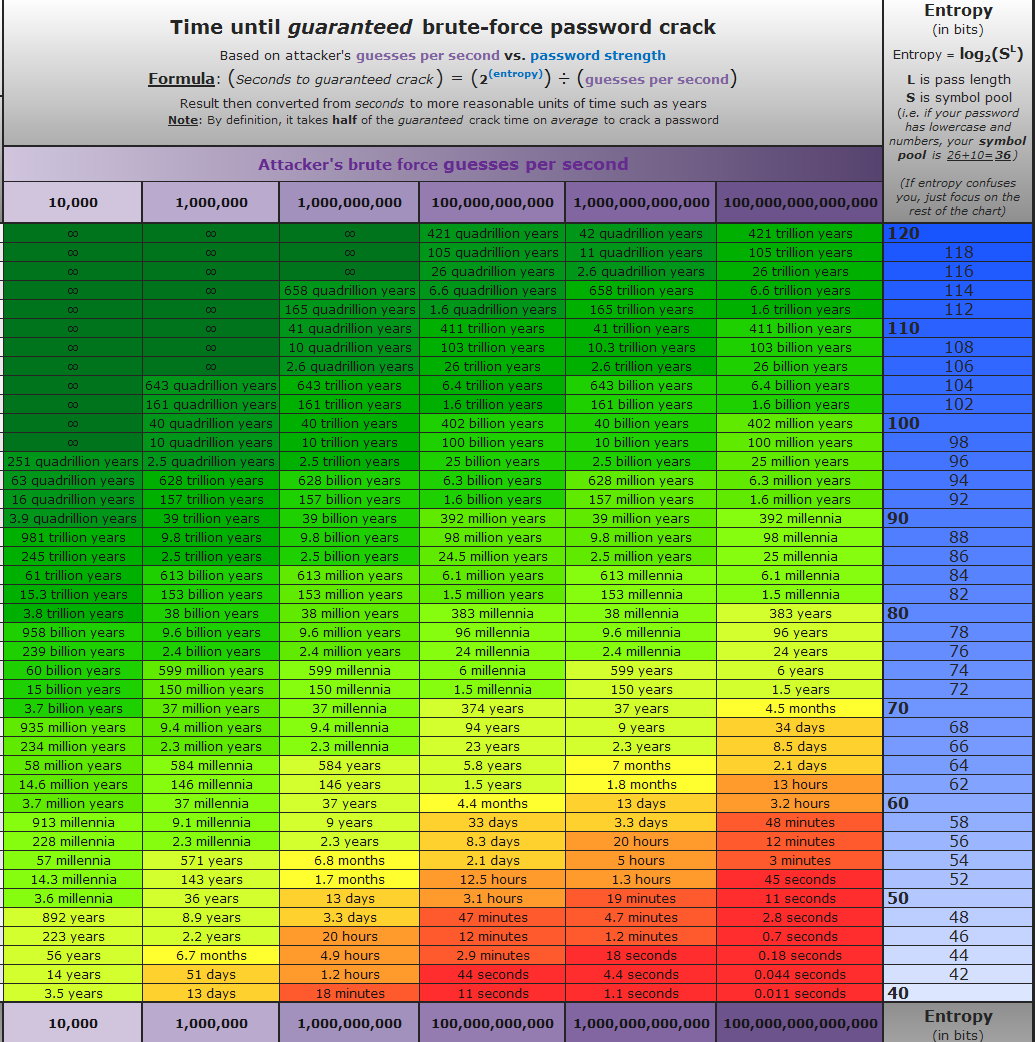 Time until guaranteed brute-force password crack
Based on attacker's guesses per second vs. password strength
Formula: (Seconds to guaranteed crack) = (2^(entropy)) ÷ (guesses per second)
Result then converted from seconds to more reasonable units of time such as years
Note: By definition, it takes half of the guaranteed crack time on average to crack a password
Entropy
(in bits)
Entropy = log₂(Sᴸ)
L is pass length
S is symbol pool
(i.e. if your password
has lowercase and
numbers, your symbol
pool is 26+10=36)
(If entropy confuses
you, just focus on the
rest of the chart)
Attacker's brute force guesses per second
10,000 1,000,000 1,000,000,000 100,000,000,000 1,000,000,000,000 100,000,000,000,000
∞ ∞ ∞ 421 quadrillion years 42 quadrillion years 421 trillion years 120
∞ ∞ ∞ 105 quadrillion years 11 quadrillion years 105 trillion years 118
∞ ∞ ∞ 26 quadrillion years 2.6 quadrillion years 26 trillion years 116
∞ ∞ 658 quadrillion years 6.6 quadrillion years 658 trillion years 6.6 trillion years 114
∞ ∞ 165 quadrillion years 1.6 quadrillion years 165 trillion years 1.6 trillion years 112
∞ ∞ 41 quadrillion years 411 trillion years 41 trillion years 411 billion years 110
∞ ∞ 10 quadrillion years 103 trillion years 10.3 trillion years 103 billion years 108
∞ ∞ 2.6 quadrillion years 26 trillion years 2.6 trillion years 26 billion years 106
∞ 643 quadrillion years 643 trillion years 6.4 trillion years 643 billion years 6.4 billion years 104
∞ 161 quadrillion years 161 trillion years 1.6 trillion years 161 billion years 1.6 billion years 102
∞ 40 quadrillion years 40 trillion years 402 billion years 40 billion years 402 million years 100
∞ 10 quadrillion years 10 trillion years 100 billion years 10 billion years 100 million years 98
251 quadrillion years 2.5 quadrillion years 2.5 trillion years 25 billion years 2.5 billion years 25 million years 96
63 quadrillion years 628 trillion years 628 billion years 6.3 billion years 628 million years 6.3 million years 94
16 quadrillion years 157 trillion years 157 billion years 1.6 billion years 157 million years 1.6 million years 92
3.9 quadrillion years 39 trillion years 39 billion years 392 million years 39 million years 392 millennia 90
981 trillion years 9.8 trillion years 9.8 billion years 98 million years 9.8 million years 98 millennia 88
245 trillion years 2.5 trillion years 2.5 billion years 24.5 million years 2.5 million years 25 millennia 86
61 trillion years 613 billion years 613 million years 6.1 million years 613 millennia 6.1 millennia 84
15.3 trillion years 153 billion years 153 million years 1.5 million years 153 millennia 1.5 millennia 82
3.8 trillion years 38 billion years 38 million years 383 millennia 38 millennia 383 years 80
958 billion years 9.6 billion years 9.6 million years 96 millennia 9.6 millennia 96 years 78
239 billion years 2.4 billion years 2.4 million years 24 millennia 2.4 millennia 24 years 76
60 billion years 599 million years 599 millennia 6 millennia 599 years 6 years 74
15 billion years 150 million years 150 millennia 1.5 millennia 150 years 1.5 years 72
3.7 billion years 37 million years 37 millennia 374 years 37 years 4.5 months 70
935 million years 9.4 million years 9.4 millennia 94 years 9 years 34 days 68
234 million years 2.3 million years 2.3 millennia 23 years 2.3 years 8.5 days 66
58 million years 584 millennia 584 years 5.8 years 7 months 2.1 days 64
14.6 million years 146 millennia 146 years 1.5 years 1.8 months 13 hours 62
3.7 million years 37 millennia 37 years 4.4 months 13 days 3.2 hours 60
913 millennia 9.1 millennia 9 years 33 days 3.3 days 48 minutes 58
228 millennia 2.3 millennia 2.3 years 8.3 days 20 hours 12 minutes 56
57 millennia 571 years 6.8 months 2.1 days 5 hours 3 minutes 54
14.3 millennia 143 years 1.7 months 12.5 hours 1.3 hours 45 seconds 52
3.6 millennia 36 years 13 days 3.1 hours 19 minutes 11 seconds 50
892 years 8.9 years 3.3 days 47 minutes 4.7 minutes 2.8 seconds 48
223 years 2.2 years 20 hours 12 minutes 1.2 minutes 0.7 seconds 46
56 years 6.7 months 4.9 hours 2.9 minutes 18 seconds 0.18 seconds 44
14 years 51 days 1.2 hours 44 seconds 4.4 seconds 0.044 seconds 42
3.5 years 13 days 18 minutes 11 seconds 1.1 seconds 0.011 seconds 40
10,000 1,000,000 1,000,000,000 100,000,000,000 1,000,000,000,000 100,000,000,000,000 Entropy
(in bits)